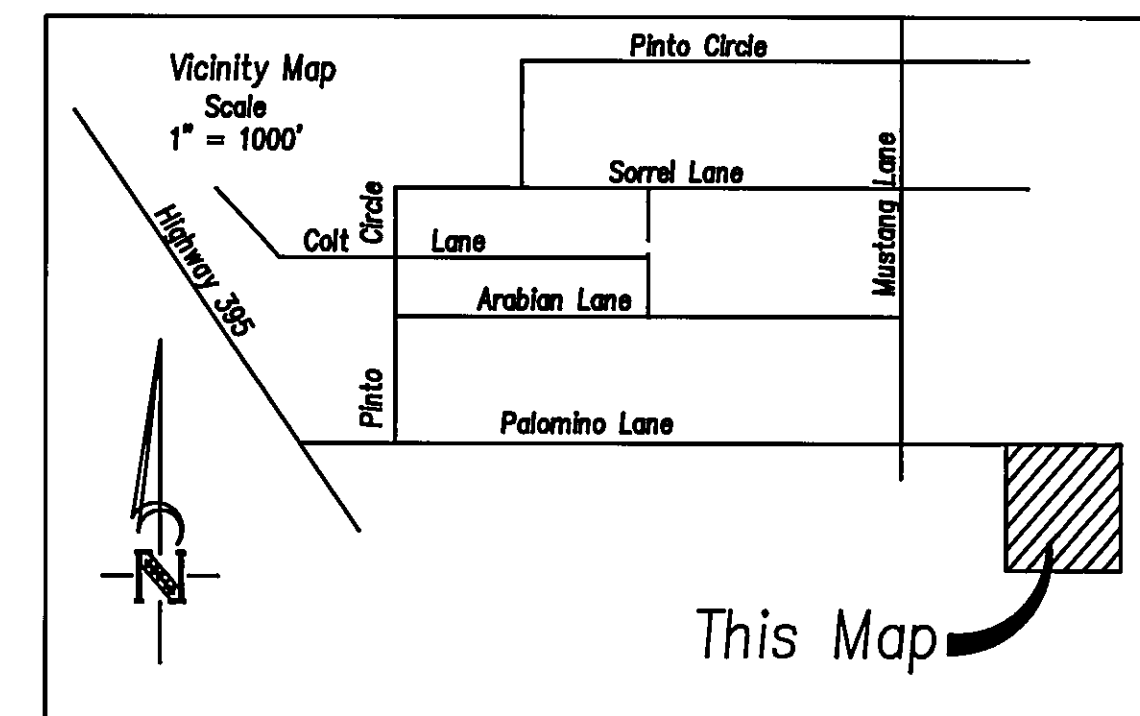 Pinto Circle
Vicinity Map
Scale
1" = 1000'
Sorrel Lane
Mustang Lane
Circle
Highway 395
Colt Lane
Arabian Lane
Pinto
Palomino Lane
N
This Map